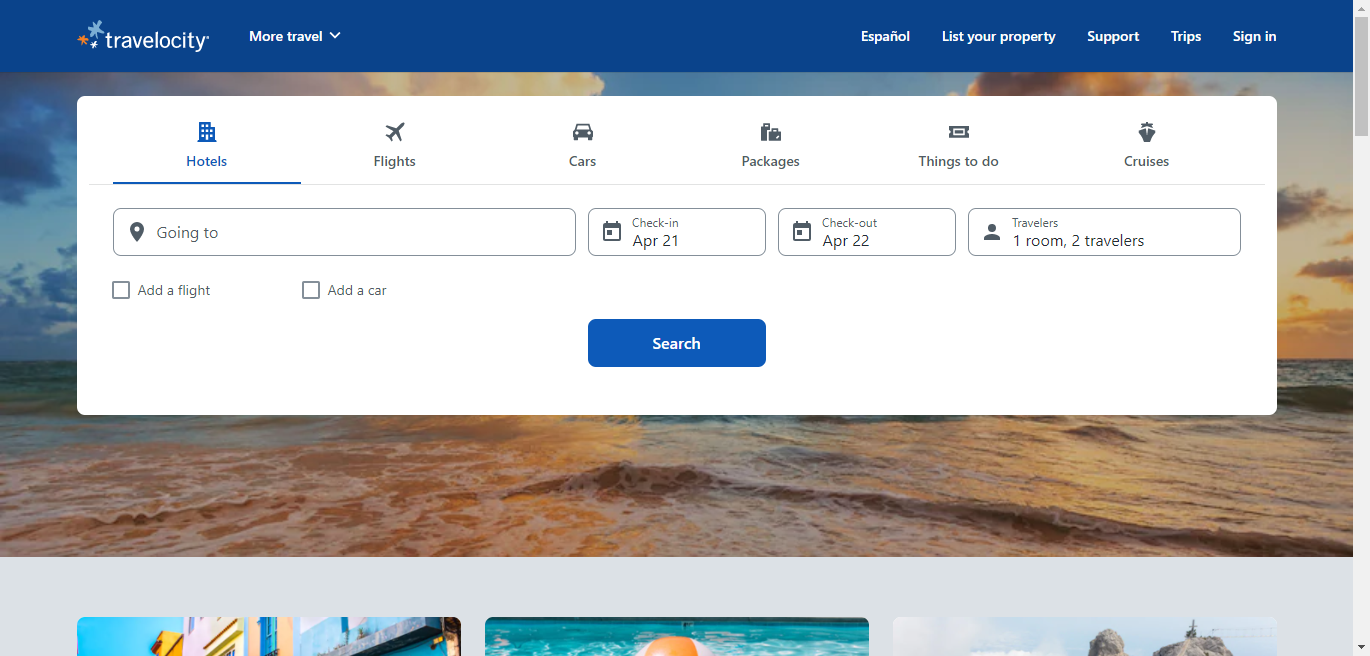 travelocity
More travel
Español
List your property
Support
Trips
Sign in
Hotels
Flights
Cars
Packages
Things to do
Cruises
Going to
Check-in
Apr 21
Check-out
Apr 22
Travelers
1 room, 2 travelers
Add a flight
Add a car
Search